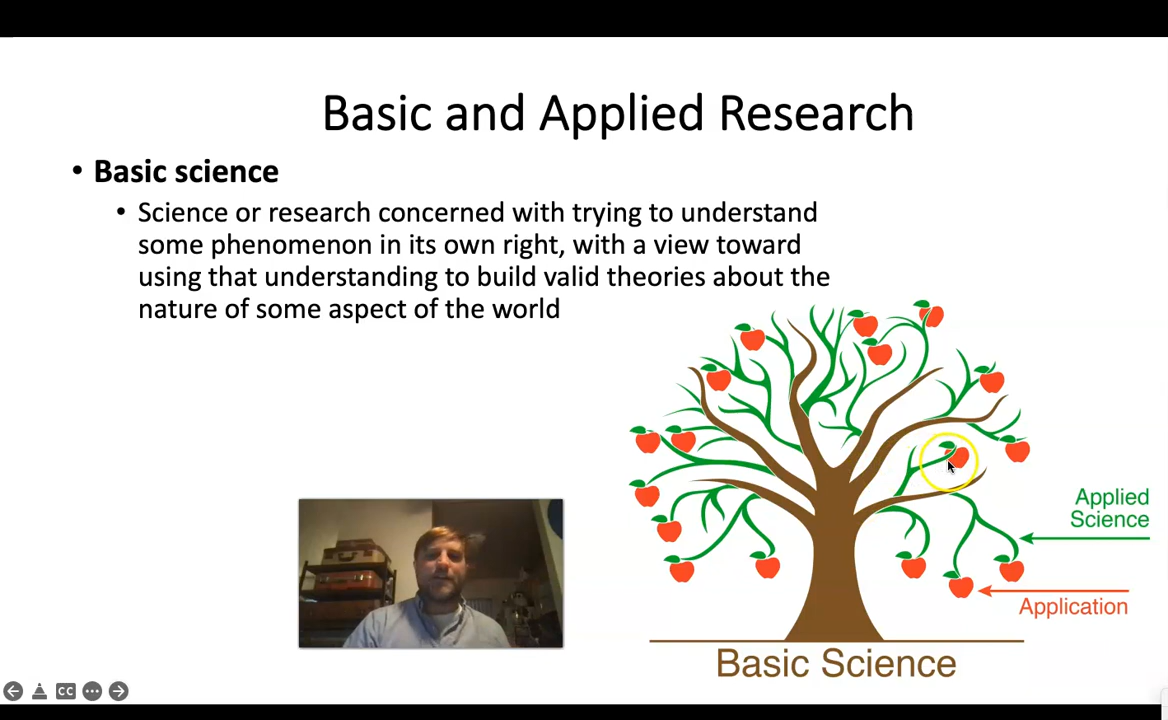 Basic and Applied Research
• Basic science
• Science or research concerned with trying to understand
some phenomenon in its own right, with a view toward
using that understanding to build valid theories about the
nature of some aspect of the world
Applied
Science
Application
Basic Science
CC